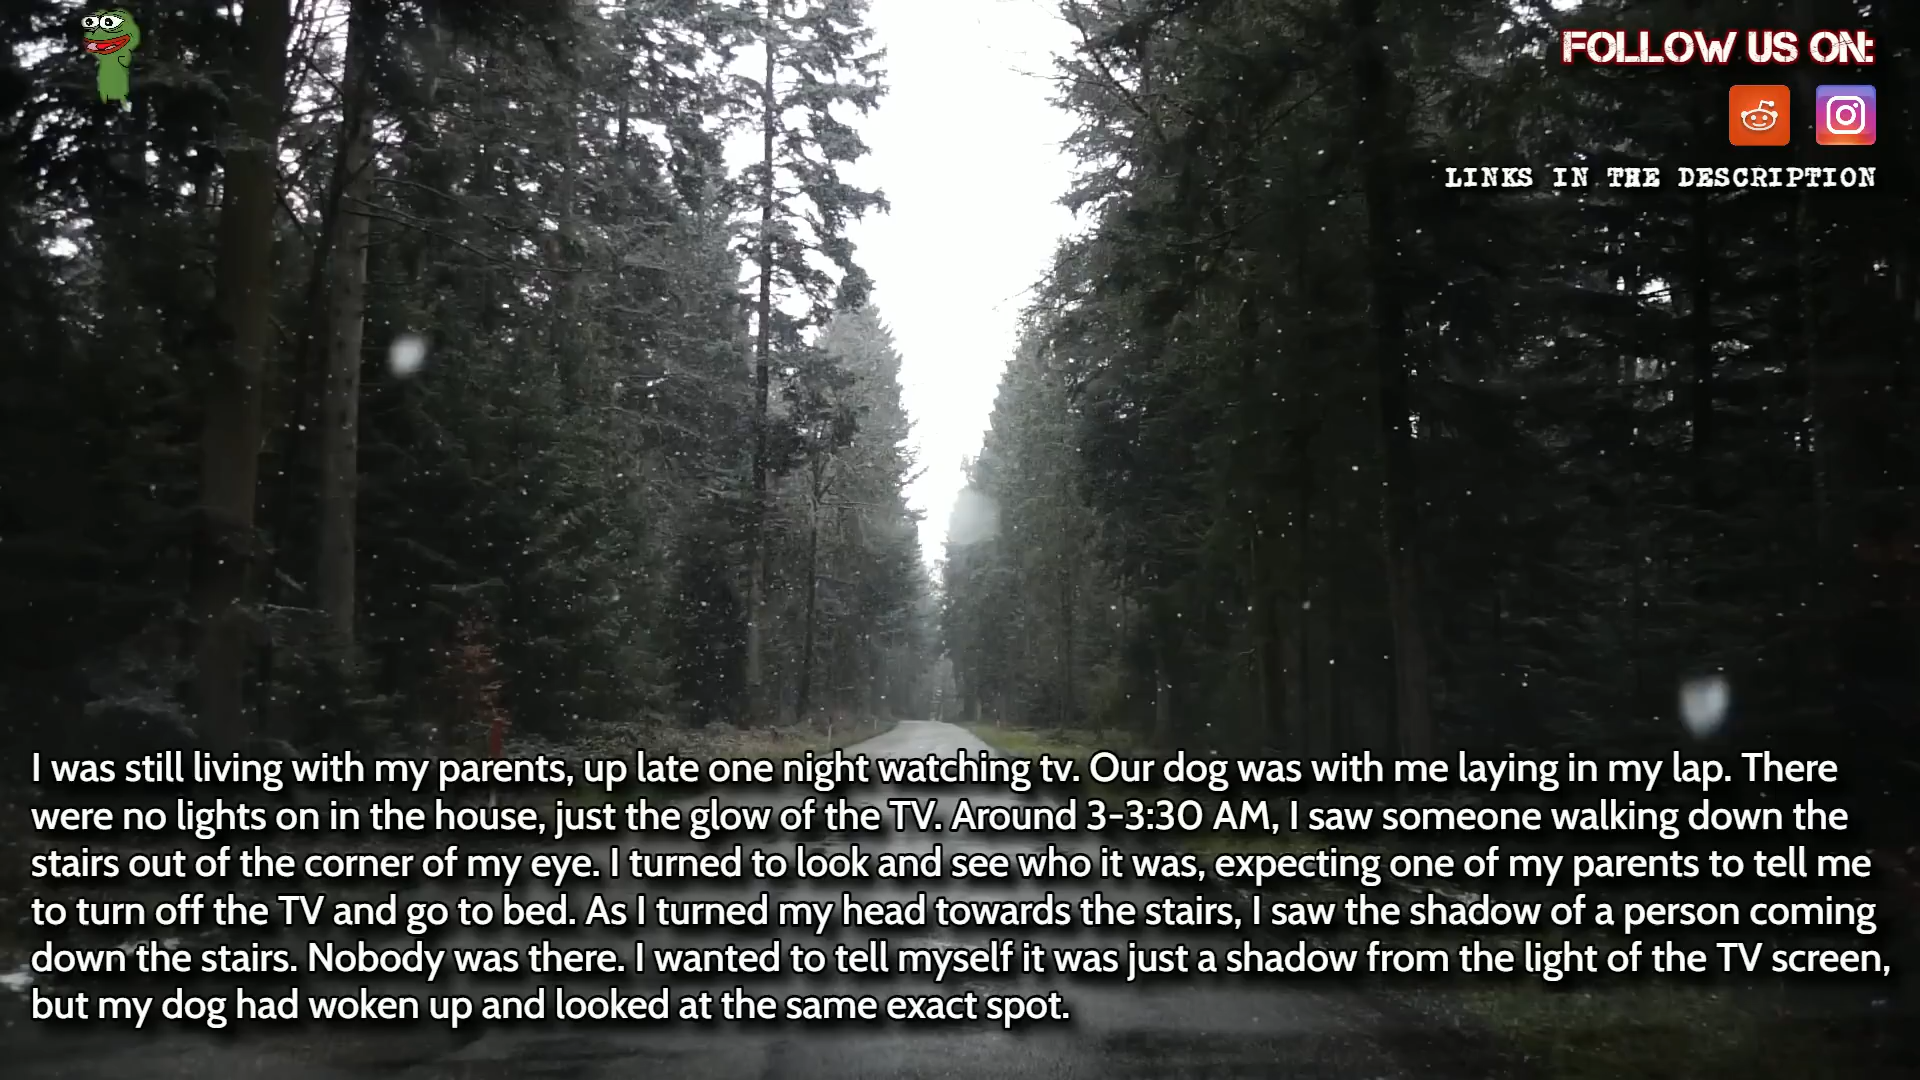 FOLLOW US ON:
LINKS IN THE DESCRIPTION
I was still living with my parents, up late one night watching tv. Our dog was with me laying in my lap. There
were no lights on in the house, just the glow of the TV. Around 3-3:30 AM, I saw someone walking down the
stairs out of the corner of my eye. I turned to look and see who it was, expecting one of my parents to tell me
to turn off the TV and go to bed. As I turned my head towards the stairs, I saw the shadow of a person coming
down the stairs. Nobody was there. I wanted to tell myself it was just a shadow from the light of the TV screen,
but my dog had woken up and looked at the same exact spot.